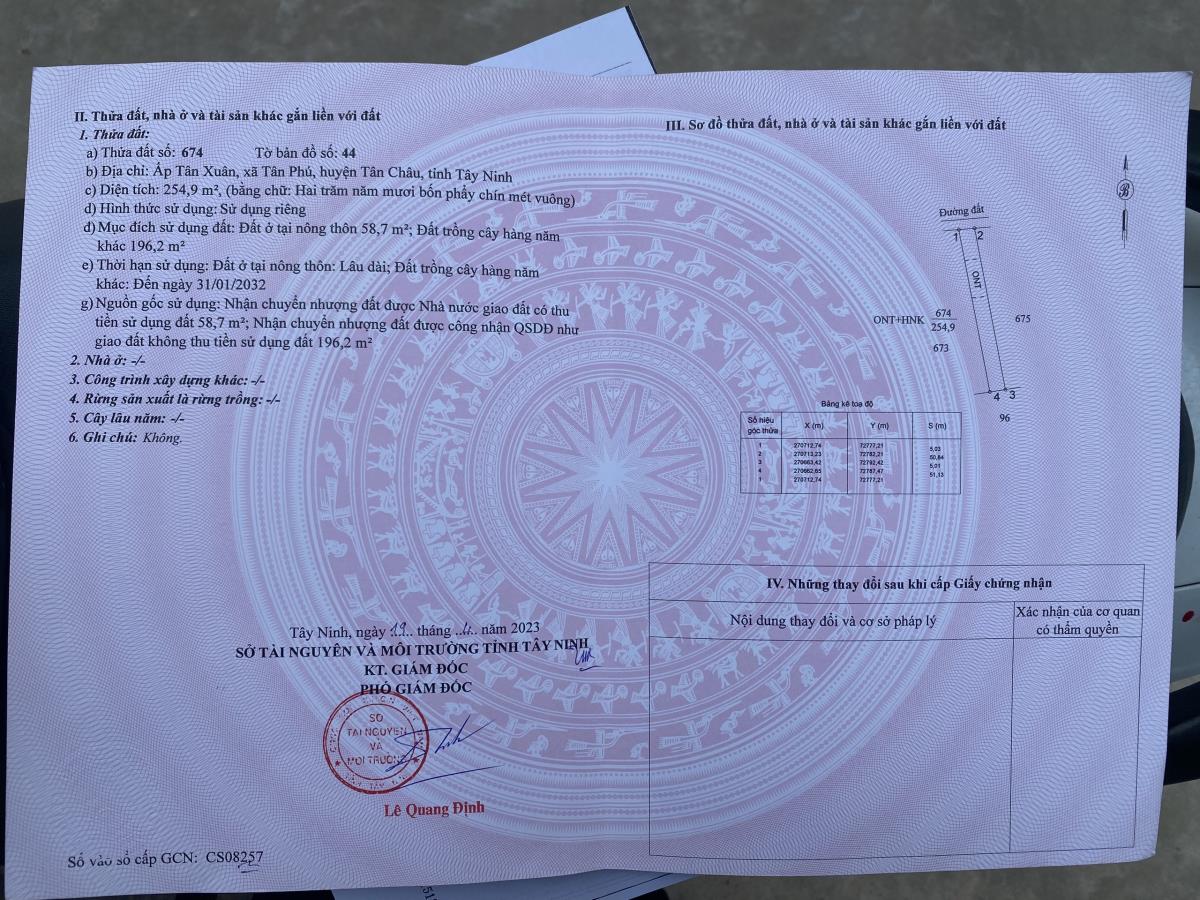 II. Thửa đất, nhà ở và tài sản khác gắn liền với đất
1. Thửa đất:
a) Thửa đất số: 674 Tờ bản đồ số: 44
b) Địa chỉ: Ấp Tân Xuân, xã Tân Phú, huyện Tân Châu, tỉnh Tây Ninh
c) Diện tích: 254,9 m², (bằng chữ: Hai trăm năm mươi bốn phẩy chín mét vuông)
d) Hình thức sử dụng: Sử dụng riêng
đ) Mục đích sử dụng đất: Đất ở tại nông thôn 58,7 m²; Đất trồng cây hàng năm
khác 196,2 m²
e) Thời hạn sử dụng: Đất ở tại nông thôn: Lâu dài; Đất trồng cây hàng năm
khác: Đến ngày 31/01/2032
g) Nguồn gốc sử dụng: Nhận chuyển nhượng đất được Nhà nước giao đất có thu
tiền sử dụng đất 58,7 m²; Nhận chuyển nhượng đất được công nhận QSDĐ như
giao đất không thu tiền sử dụng đất 196,2 m²
2. Nhà ở: -/-
3. Công trình xây dựng khác: -/-
4. Rừng sản xuất là rừng trồng: -/-
5. Cây lâu năm: -/-
6. Ghi chú: Không.
Tây Ninh, ngày 19 tháng 4 năm 2023
SỞ TÀI NGUYÊN VÀ MÔI TRƯỜNG TỈNH TÂY NINH
KT. GIÁM ĐỐC
PHÓ GIÁM ĐỐC
SỞ
TÀI NGUYÊN
VÀ
MÔI TRƯỜNG
Lê Quang Định
Số vào sổ cấp GCN: CS08257
III. Sơ đồ thửa đất, nhà ở và tài sản khác gắn liền với đất
B
Đường đất
1 2
ONT
ONT+HNK 674
254,9
675
673
4 3
96
Bảng kê toạ độ
Số hiệu góc thửa X (m) Y (m) S (m)
1 270712,74 72777,21
5,03
2 270713,23 72782,21
50,84
3 270663,42 72792,42
5,01
4 270662,65 72787,47
51,13
1 270712,74 72777,21
IV. Những thay đổi sau khi cấp Giấy chứng nhận
Nội dung thay đổi và cơ sở pháp lý
Xác nhận của cơ quan
có thẩm quyền